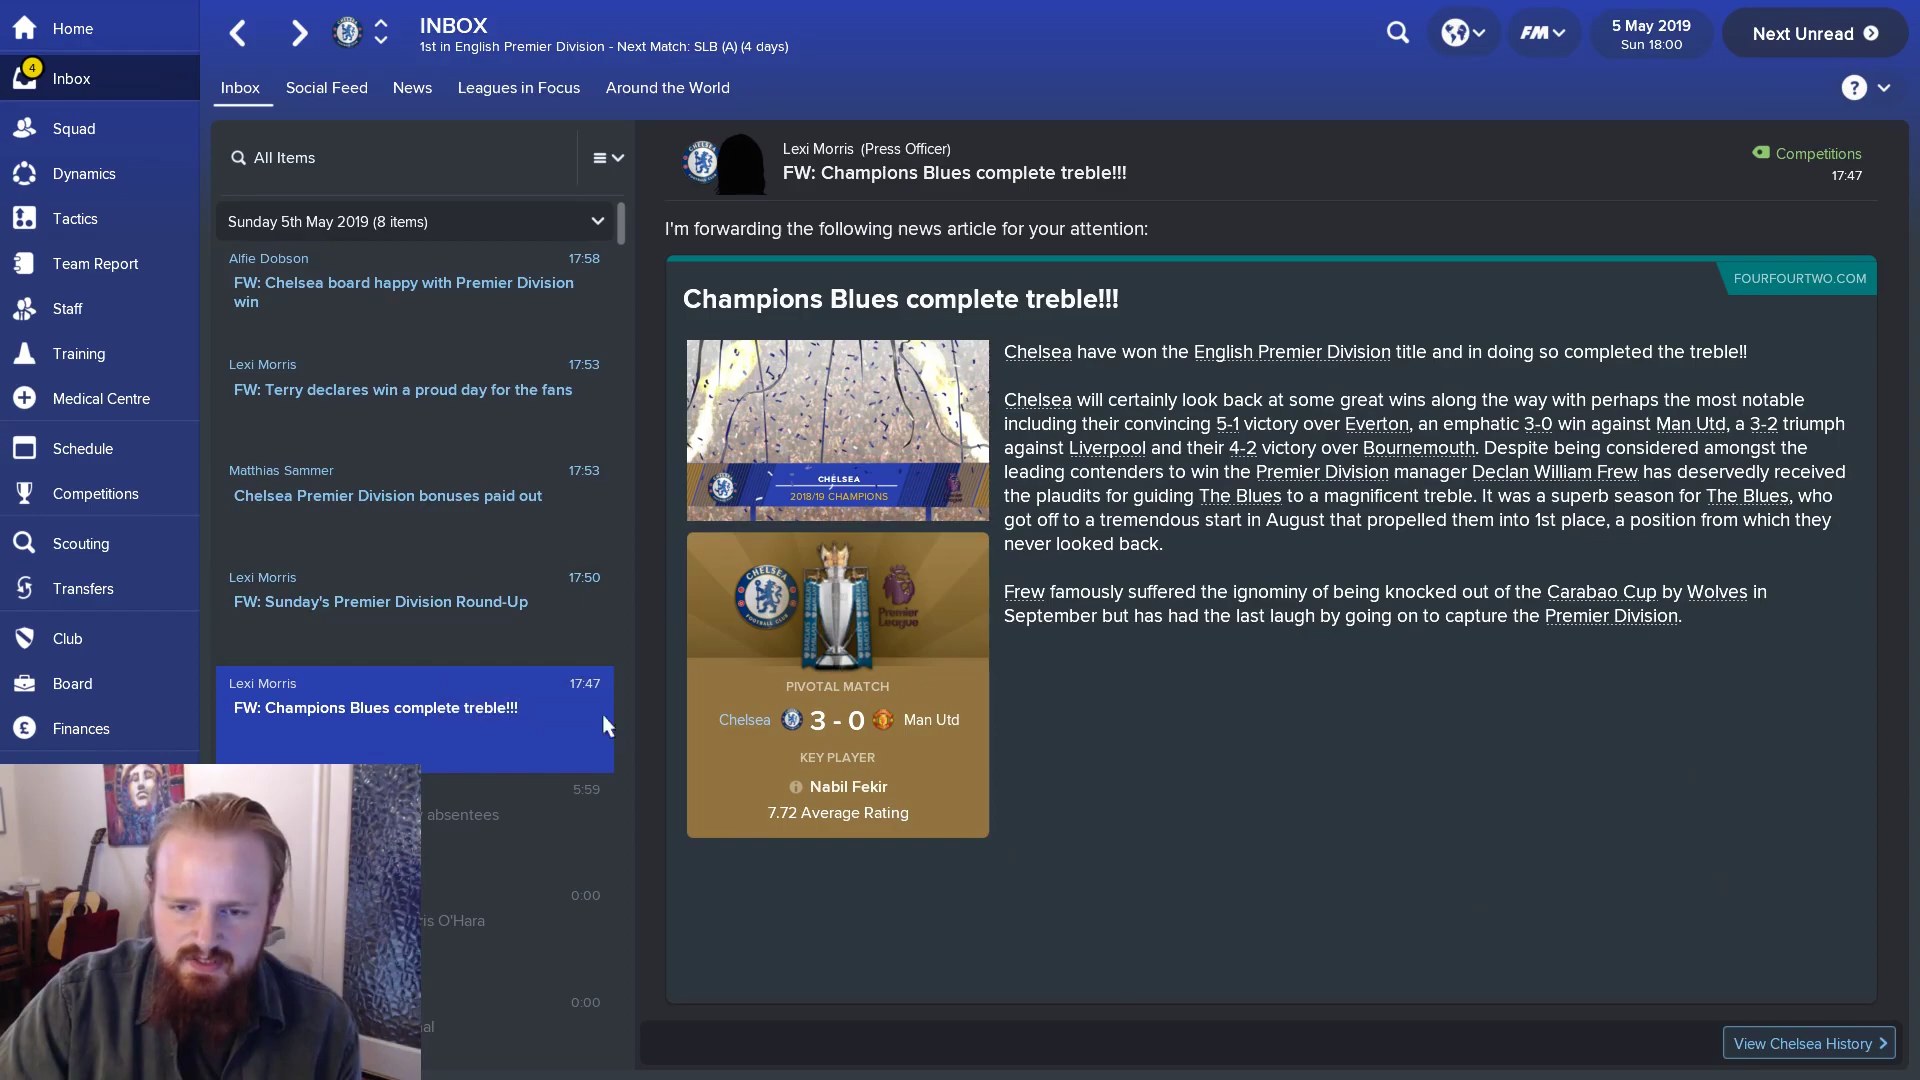 Home
4
Inbox
Squad
Dynamics
Tactics
Team Report
Staff
Training
Medical Centre
Schedule
Competitions
Scouting
Transfers
Club
Board
Finances
INBOX
1st in English Premier Division - Next Match: SLB (A) (4 days)
FM
5 May 2019
Sun 18:00
Next Unread
Inbox Social Feed News Leagues in Focus Around the World
?
All Items
Sunday 5th May 2019 (8 items)
Alfie Dobson 17:58
FW: Chelsea board happy with Premier Division
win
Lexi Morris 17:53
FW: Terry declares win a proud day for the fans
Matthias Sammer 17:53
Chelsea Premier Division bonuses paid out
Lexi Morris 17:50
FW: Sunday's Premier Division Round-Up
Lexi Morris 17:47
FW: Champions Blues complete treble!!!
5:59
absentees
0:00
ris O'Hara
0:00
al
Lexi Morris (Press Officer)
FW: Champions Blues complete treble!!!
Competitions
17:47
I'm forwarding the following news article for your attention:
FOURFOURTWO.COM
Champions Blues complete treble!!!
CHELSEA
2018/19 CHAMPIONS
CHELSEA
FOOTBALL CLUB
Premier
League
PIVOTAL MATCH
Chelsea 3 - 0 Man Utd
KEY PLAYER
Nabil Fekir
7.72 Average Rating
Chelsea have won the English Premier Division title and in doing so completed the treble!!
Chelsea will certainly look back at some great wins along the way with perhaps the most notable
including their convincing 5-1 victory over Everton, an emphatic 3-0 win against Man Utd, a 3-2 triumph
against Liverpool and their 4-2 victory over Bournemouth. Despite being considered amongst the
leading contenders to win the Premier Division manager Declan William Frew has deservedly received
the plaudits for guiding The Blues to a magnificent treble. It was a superb season for The Blues, who
got off to a tremendous start in August that propelled them into 1st place, a position from which they
never looked back.
Frew famously suffered the ignominy of being knocked out of the Carabao Cup by Wolves in
September but has had the last laugh by going on to capture the Premier Division.
View Chelsea History